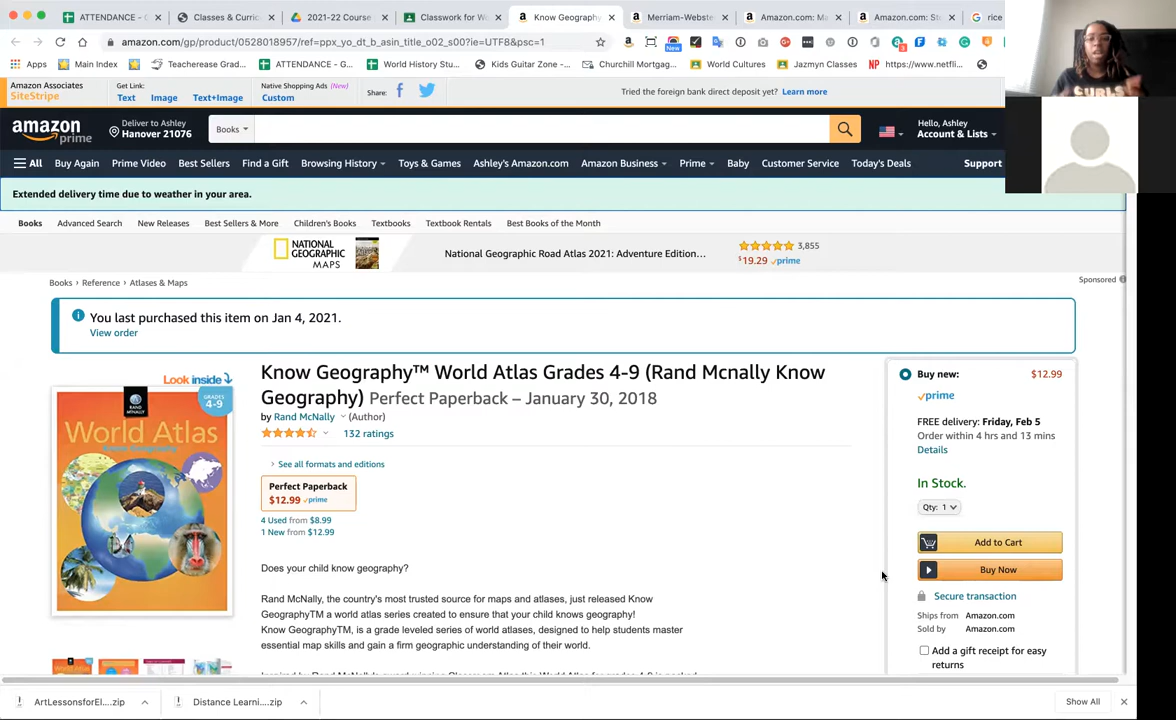 ATTENDANCE - G
Classes & Curric
2021-22 Course
Classwork for W
Know Geography
Merriam-Webste
Amazon.com: M
Amazon.com: St
rice
amazon.com/gp/product/0528018957/ref=ppx_yo_dt_b_asin_title_o02_s00?ie=UTF8&psc=1
New
Apps Main Index Teacherease Grad... ATTENDANCE - G... World History Stu... Kids Guitar Zone -... Churchill Mortgag... World Cultures Jazmyn Classes https://www.netfli...
Amazon Associates
SiteStripe
Get Link:
Text Image Text+Image
Native Shopping Ads (New)
Custom
Share:
Tried the foreign bank direct deposit yet? Learn more
amazon
prime
Deliver to Ashley
Hanover 21076
Books
Hello, Ashley
Account & Lists
All Buy Again Prime Video Best Sellers Find a Gift Browsing History Toys & Games Ashley's Amazon.com Amazon Business Prime Baby Customer Service Today's Deals Support
Extended delivery time due to weather in your area.
Books Advanced Search New Releases Best Sellers & More Children's Books Textbooks Textbook Rentals Best Books of the Month
NATIONAL
GEOGRAPHIC
MAPS
National Geographic Road Atlas 2021: Adventure Edition...
3,855
$19.29 prime
Books › Reference › Atlases & Maps
Sponsored
You last purchased this item on Jan 4, 2021.
View order
Look inside
RAND
MCNALLY
GRADES
4-9
World Atlas
Know Geography™ World Atlas Grades 4-9 (Rand Mcnally Know
Geography) Perfect Paperback – January 30, 2018
by Rand McNally (Author)
132 ratings
See all formats and editions
Perfect Paperback
$12.99 prime
4 Used from $8.99
1 New from $12.99
Does your child know geography?
Rand McNally, the country's most trusted source for maps and atlases, just released Know
GeographyTM a world atlas series created to ensure that your child knows geography!
Know GeographyTM, is a grade leveled series of world atlases, designed to help students master
essential map skills and gain a firm geographic understanding of their world.
Buy new: $12.99
prime
FREE delivery: Friday, Feb 5
Order within 4 hrs and 13 mins
Details
In Stock.
Qty: 1
Add to Cart
Buy Now
Secure transaction
Ships from Amazon.com
Sold by Amazon.com
Add a gift receipt for easy
returns
ArtLessonsforEl....zip
Distance Learni....zip
Show All